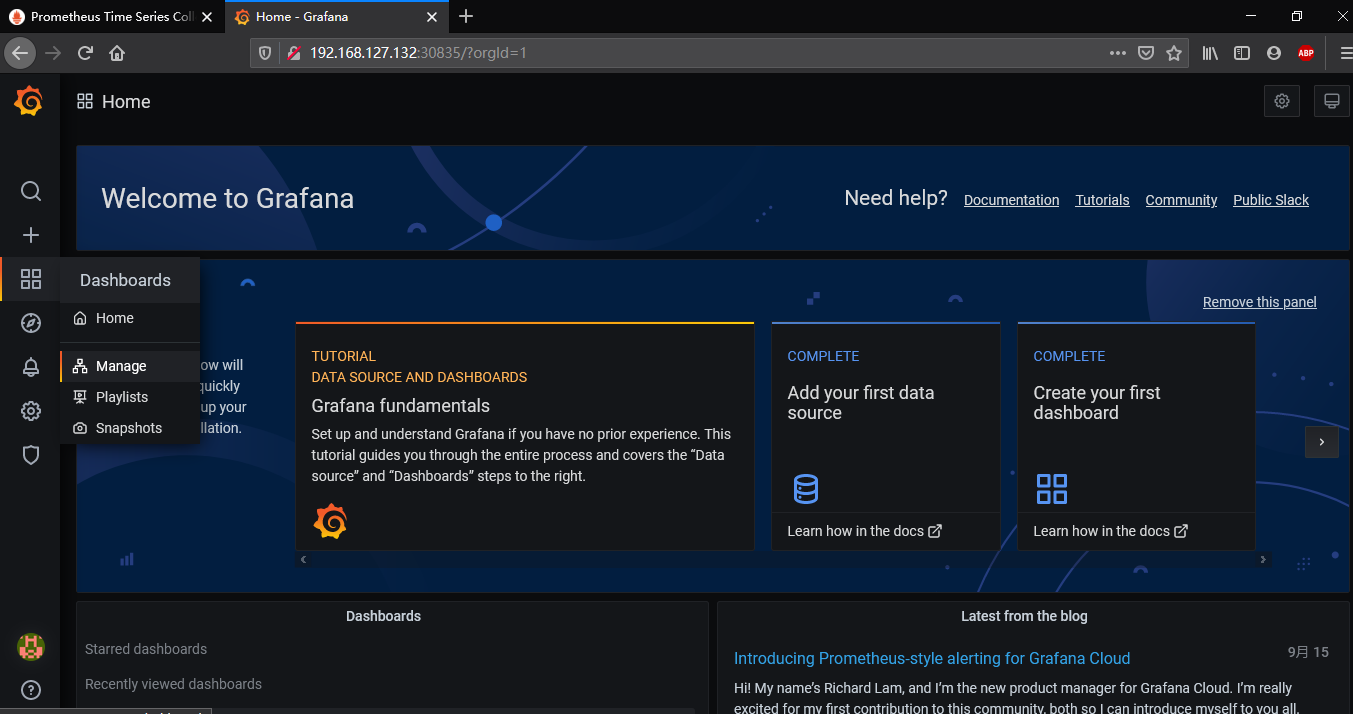 Prometheus Time Series Coll
Home - Grafana
192.168.127.132:30835/?orgId=1
ABP
Home
Welcome to Grafana
Need help?
Documentation
Tutorials
Community
Public Slack
Dashboards
Home
Manage
Playlists
Snapshots
ow will
quickly
up your
llation.
Remove this panel
TUTORIAL
DATA SOURCE AND DASHBOARDS
Grafana fundamentals
Set up and understand Grafana if you have no prior experience. This
tutorial guides you through the entire process and covers the “Data
source” and “Dashboards” steps to the right.
COMPLETE
Add your first data
source
Learn how in the docs
COMPLETE
Create your first
dashboard
Learn how in the docs
Dashboards
Starred dashboards
Recently viewed dashboards
Latest from the blog
Introducing Prometheus-style alerting for Grafana Cloud
9月 15
Hi! My name’s Richard Lam, and I’m the new product manager for Grafana Cloud. I’m really
excited for my first contribution to this community, both so I can introduce myself to you all,